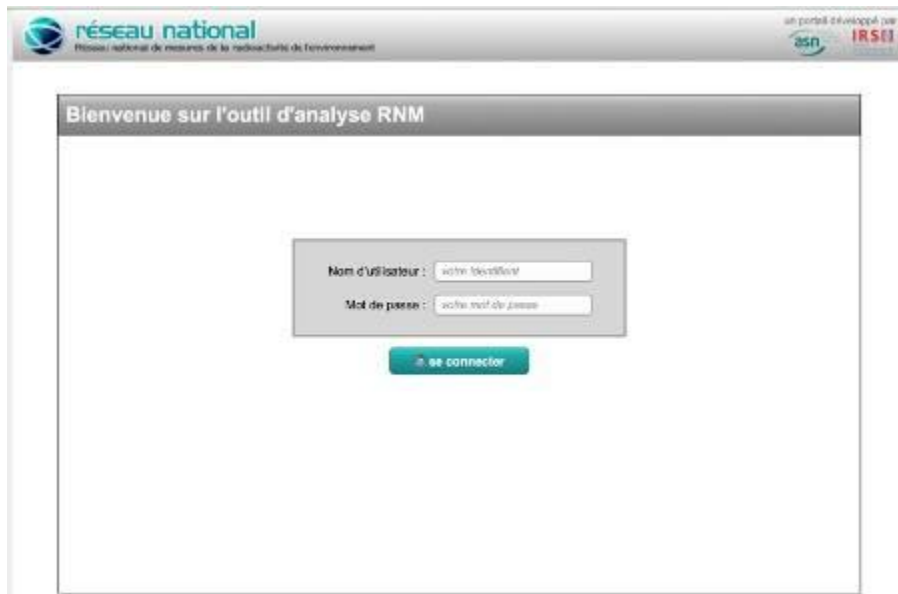 réseau national
Réseau national de mesures de la radioactivité de l'environnement
un portail développé par
asn
IRSN
Bienvenue sur l'outil d'analyse RNM
Nom d'utilisateur :
votre identifiant
Mot de passe :
votre mot de passe
se connecter